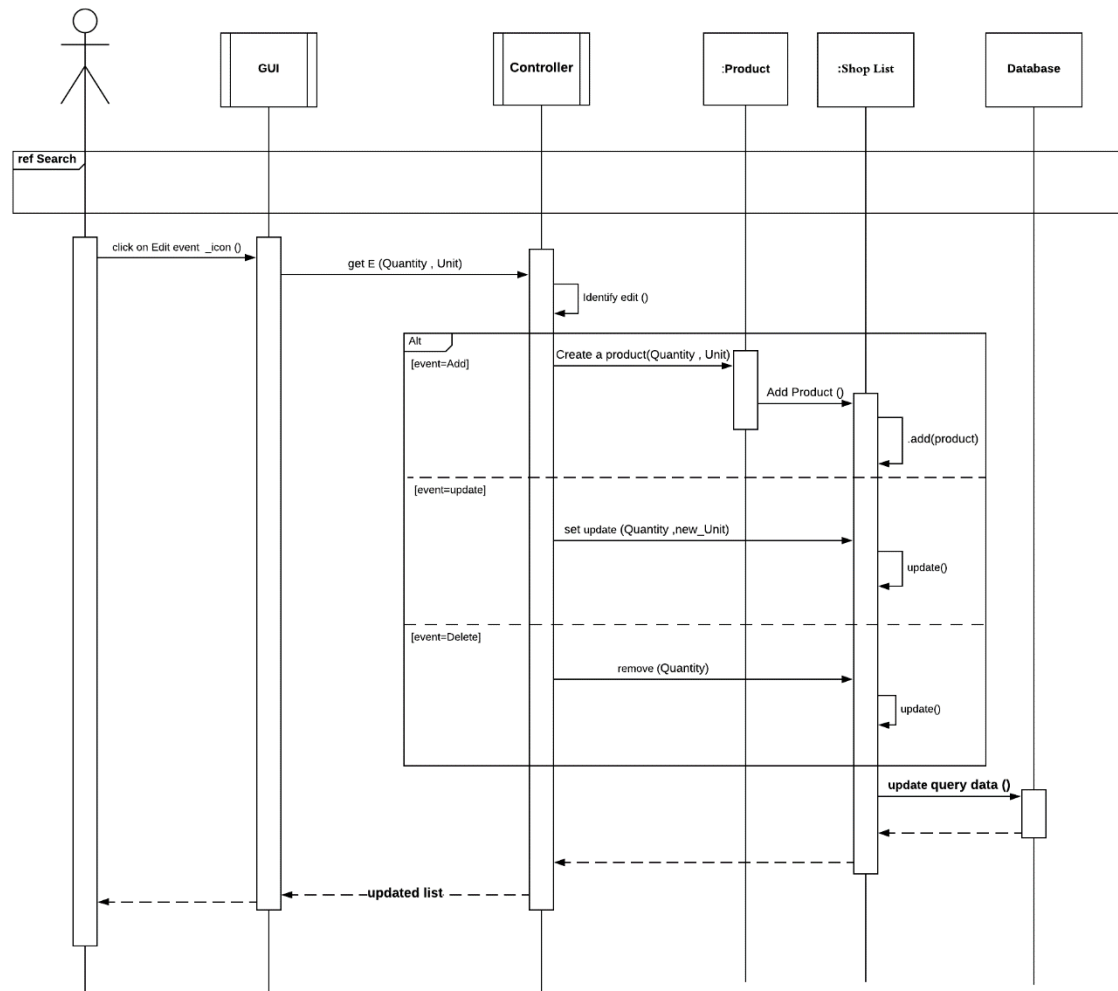 GUI
Controller
:Product
:Shop List
Database
ref Search
click on Edit event _icon ()
get E (Quantity , Unit)
Identify edit ()
Alt
[event=Add]
Create a product(Quantity , Unit)
Add Product ()
.add(product)
[event=update]
set update (Quantity ,new_Unit)
update()
[event=Delete]
remove (Quantity)
update()
update query data ()
updated list